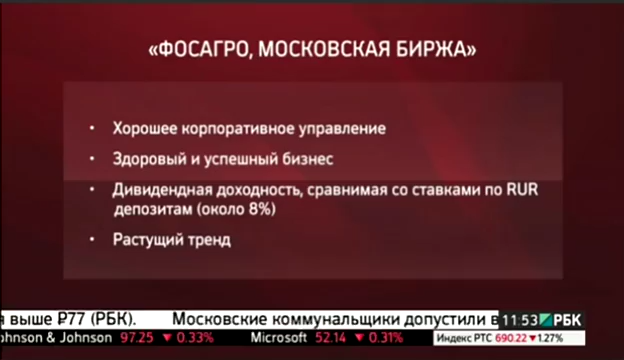 «ФОСАГРО, МОСКОВСКАЯ БИРЖА»
• Хорошее корпоративное управление
• Здоровый и успешный бизнес
• Дивидендная доходность, сравнимая со ставками по RUR
депозитам (около 8%)
• Растущий тренд
выше ₽77 (РБК). Московские коммунальщики допустили в
11:53 РБК
ohnson & Johnson 97.25 ▼ 0.33% Microsoft 52.14 ▼ 0.31% Индекс РТС 690.22 ▼1.27%